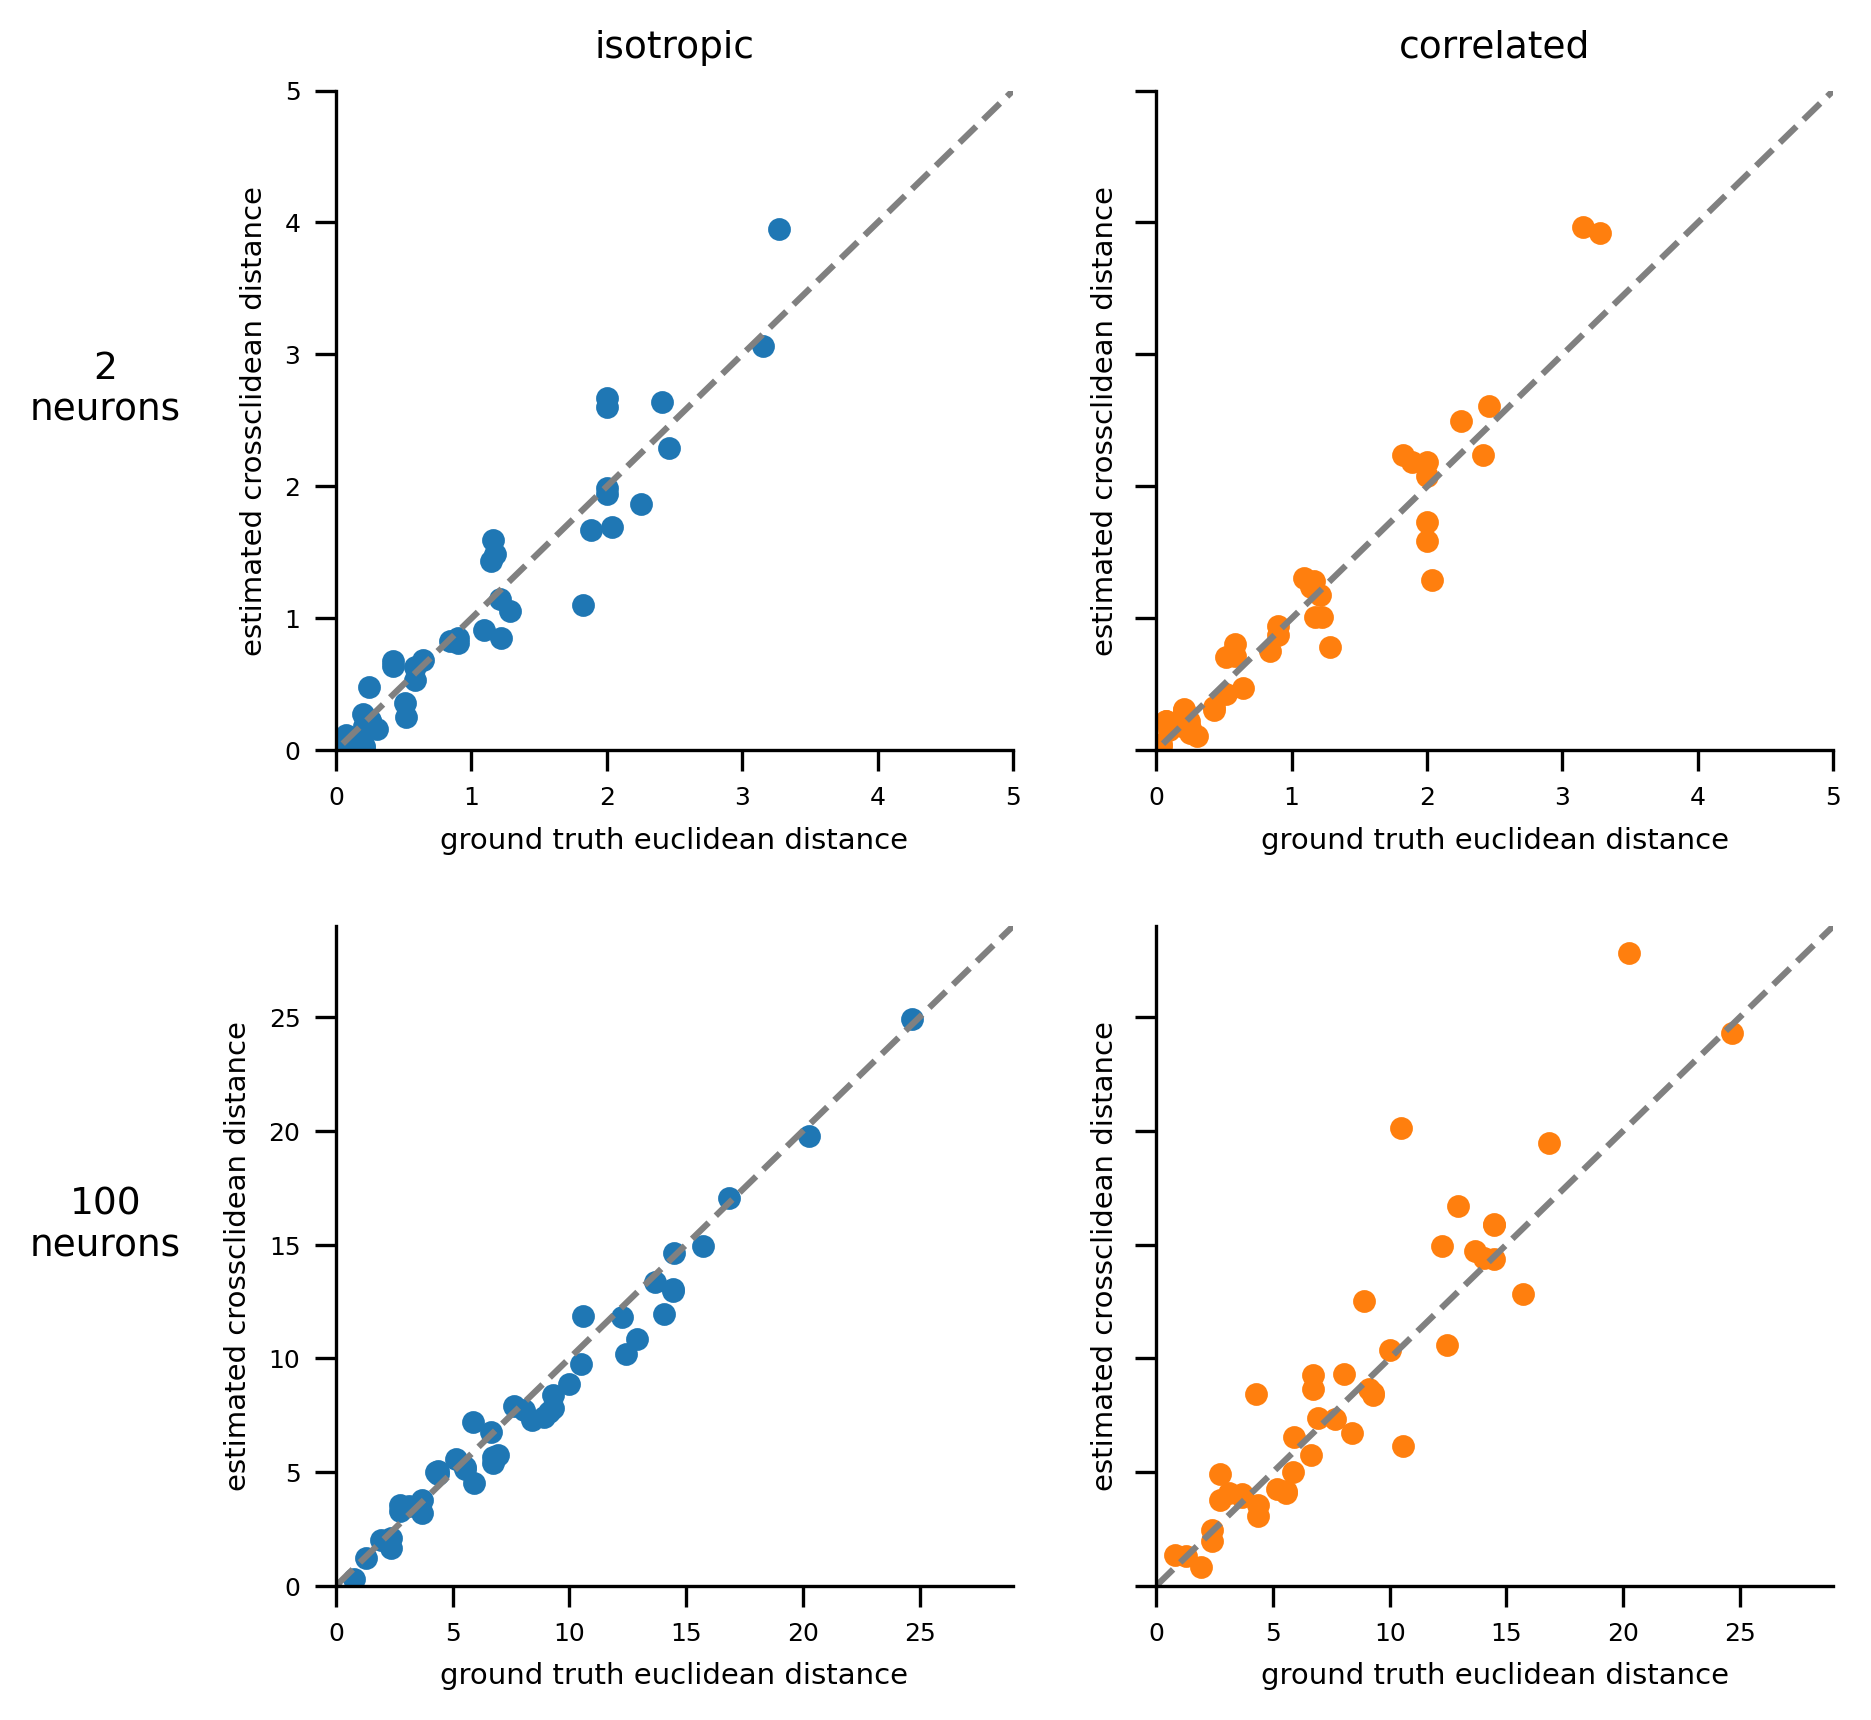 isotropic
correlated
2
neurons
estimated crossclidean distance
5
4
3
2
1
0
0 1 2 3 4 5
ground truth euclidean distance
estimated crossclidean distance
0 1 2 3 4 5
ground truth euclidean distance
100
neurons
estimated crossclidean distance
25
20
15
10
5
0
0 5 10 15 20 25
ground truth euclidean distance
estimated crossclidean distance
0 5 10 15 20 25
ground truth euclidean distance